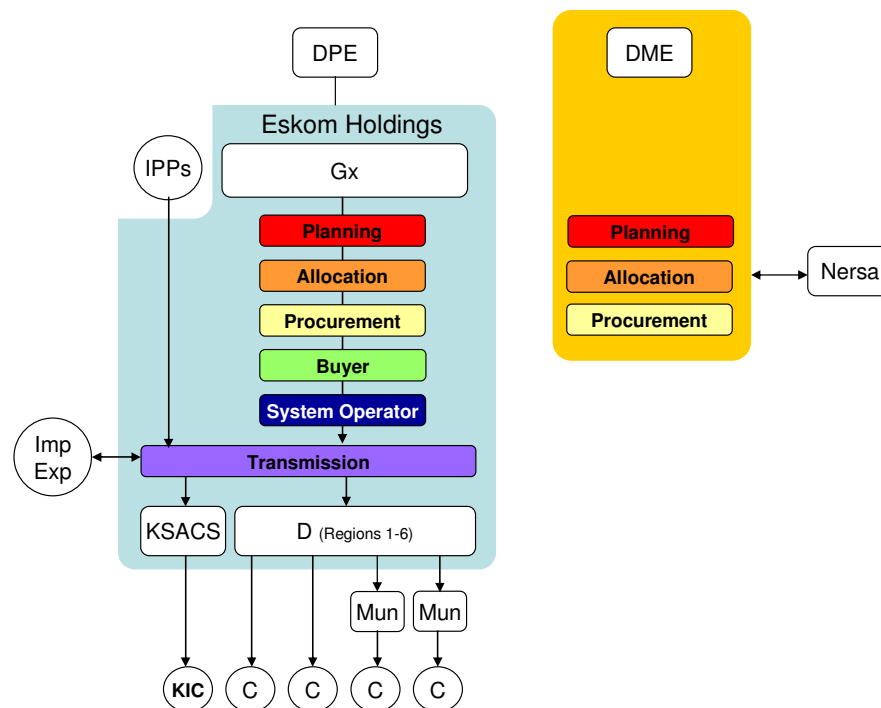 DPE
DME
Eskom Holdings
IPPs
Gx
Planning
Allocation
Procurement
Buyer
System Operator
Planning
Allocation
Procurement
Nersa
Imp
Exp
Transmission
KSACS
D (Regions 1-6)
Mun
Mun
KIC
C
C
C
C